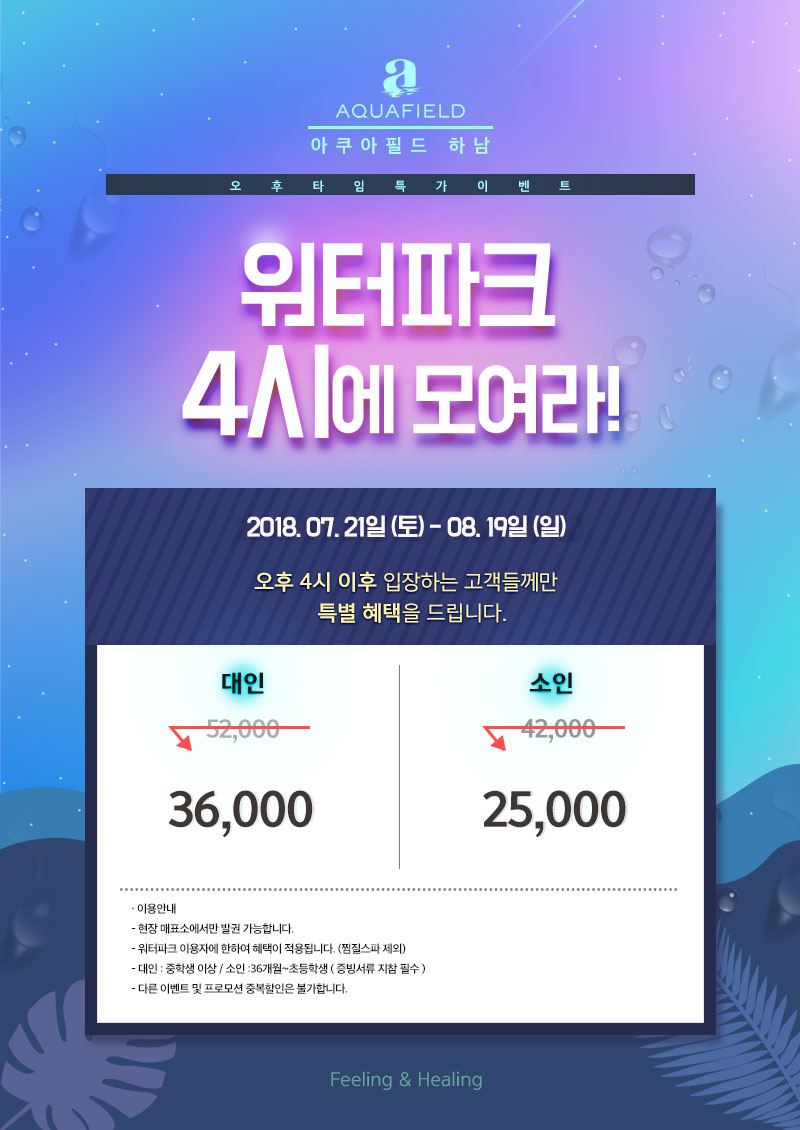 a
AQUAFIELD
아쿠아필드 하남
오후타임특가이벤트
워터파크
4시에 모여라!
2018. 07. 21일 (토) - 08. 19일 (일)
오후 4시 이후 입장하는 고객들께만
특별 혜택을 드립니다.
대인
52,000
36,000
소인
42,000
25,000
· 이용안내
- 현장 매표소에서만 발권 가능합니다.
- 워터파크 이용자에 한하여 혜택이 적용됩니다. (찜질스파 제외)
- 대인 : 중학생 이상 / 소인 :36개월~초등학생 ( 증빙서류 지참 필수 )
- 다른 이벤트 및 프로모션 중복할인은 불가합니다.
Feeling & Healing